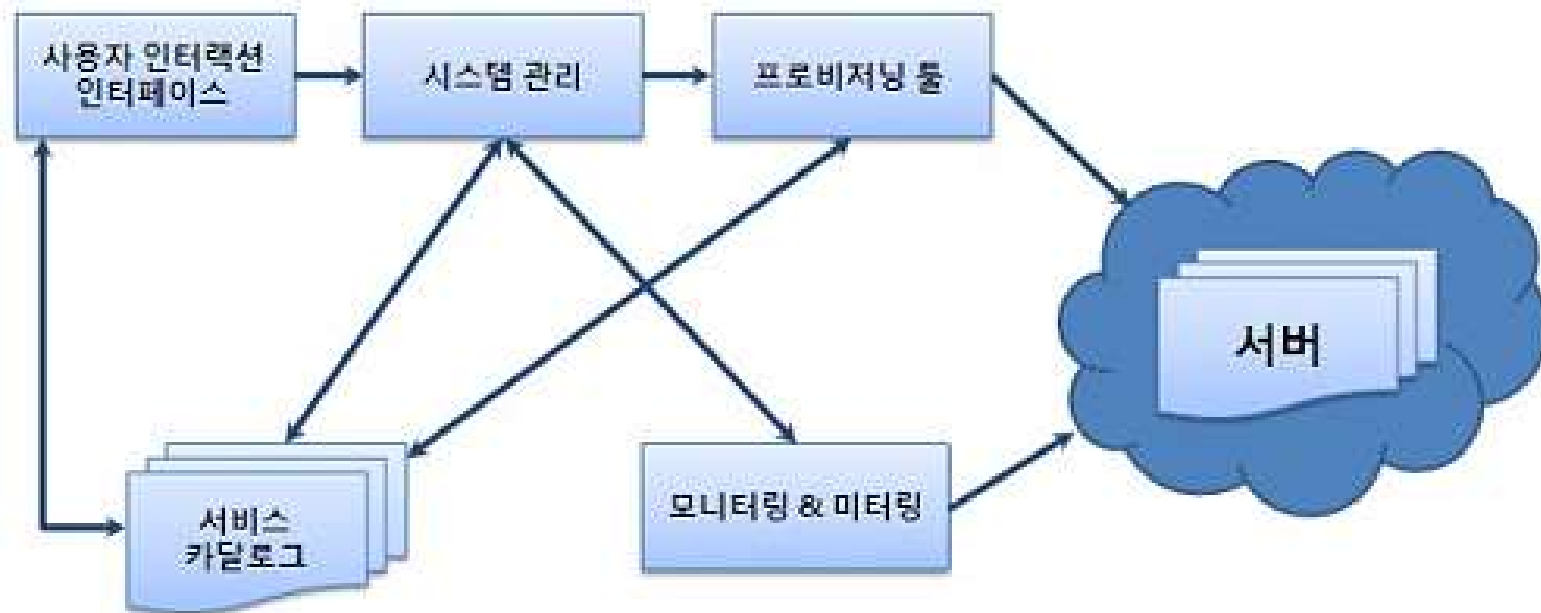 사용자 인터랙션
인터페이스
시스템 관리
프로비저닝 툴
서버
서비스
카달로그
모니터링 & 미터링